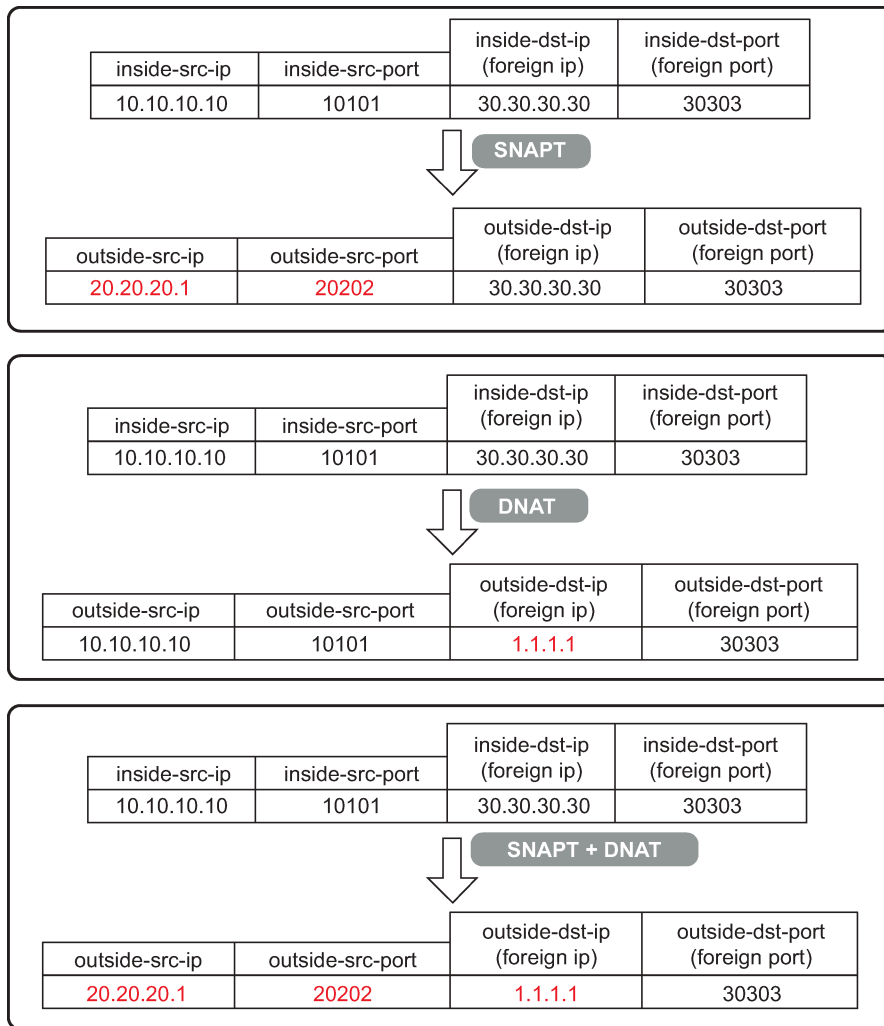 inside-dst-ip inside-dst-port
inside-src-ip inside-src-port (foreign ip) (foreign port)
10.10.10.10 10101 30.30.30.30 30303
SNAPT
outside-dst-ip outside-dst-port
outside-src-ip outside-src-port (foreign ip) (foreign port)
20.20.20.1 20202 30.30.30.30 30303
inside-dst-ip inside-dst-port
inside-src-ip inside-src-port (foreign ip) (foreign port)
10.10.10.10 10101 30.30.30.30 30303
DNAT
outside-dst-ip outside-dst-port
outside-src-ip outside-src-port (foreign ip) (foreign port)
10.10.10.10 10101 1.1.1.1 30303
inside-dst-ip inside-dst-port
inside-src-ip inside-src-port (foreign ip) (foreign port)
10.10.10.10 10101 30.30.30.30 30303
SNAPT + DNAT
outside-dst-ip outside-dst-port
outside-src-ip outside-src-port (foreign ip) (foreign port)
20.20.20.1 20202 1.1.1.1 30303